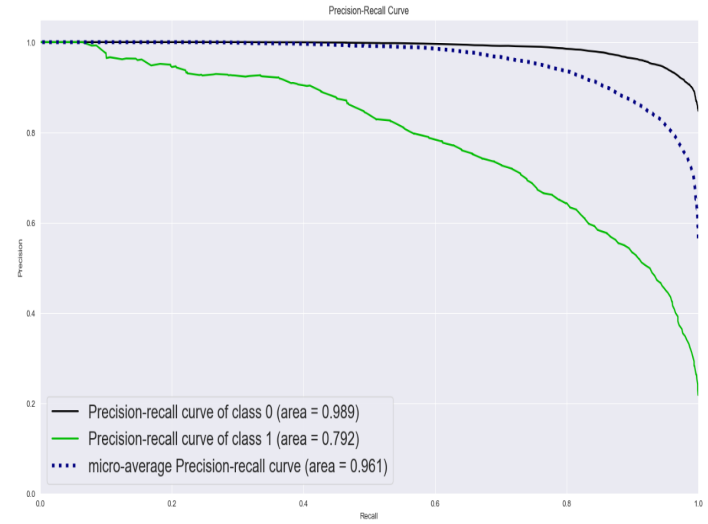 Precision-Recall Curve
1.0
0.8
0.6
0.4
0.2
0.0
Precision
Precision-recall curve of class 0 (area = 0.989)
Precision-recall curve of class 1 (area = 0.792)
micro-average Precision-recall curve (area = 0.961)
0.0 0.2 0.4 0.6 0.8 1.0
Recall